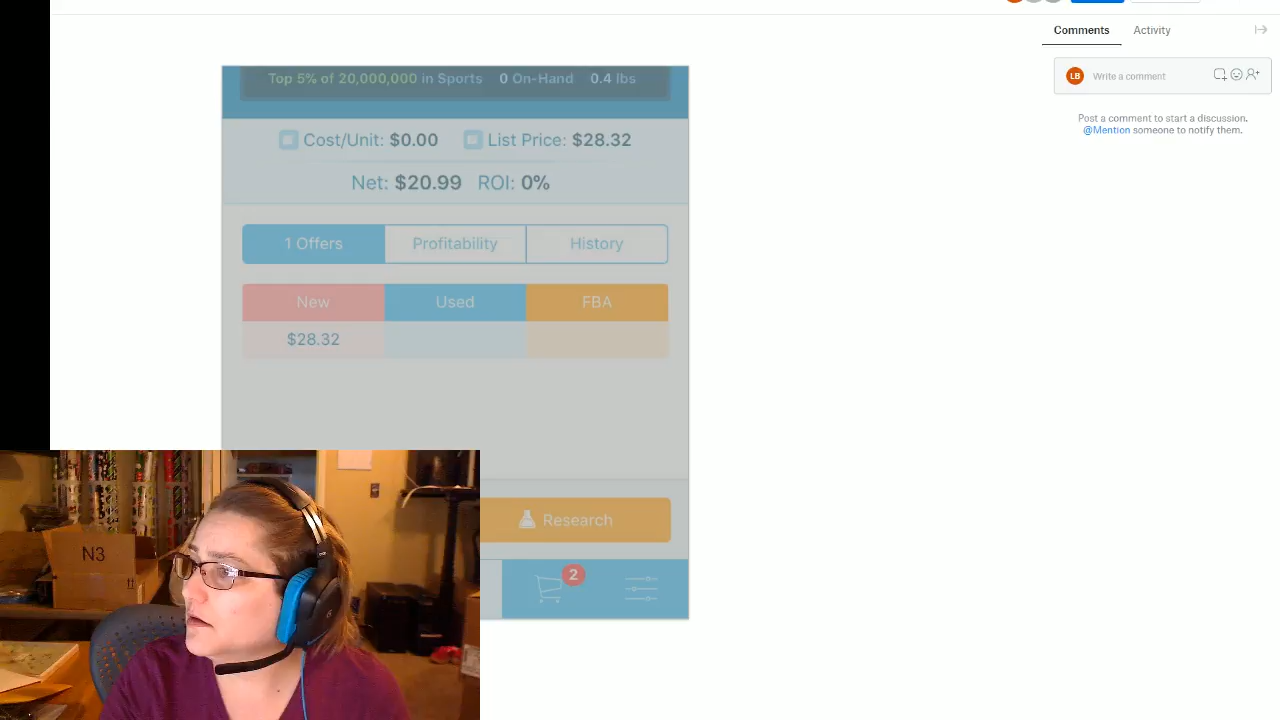 Comments Activity
LB Write a comment
Post a comment to start a discussion.
@Mention someone to notify them.
Top 5% of 20,000,000 in Sports 0 On-Hand 0.4 lbs
Cost/Unit: $0.00 List Price: $28.32
Net: $20.99 ROI: 0%
1 Offers Profitability History
New Used FBA
$28.32
Research
2
N3